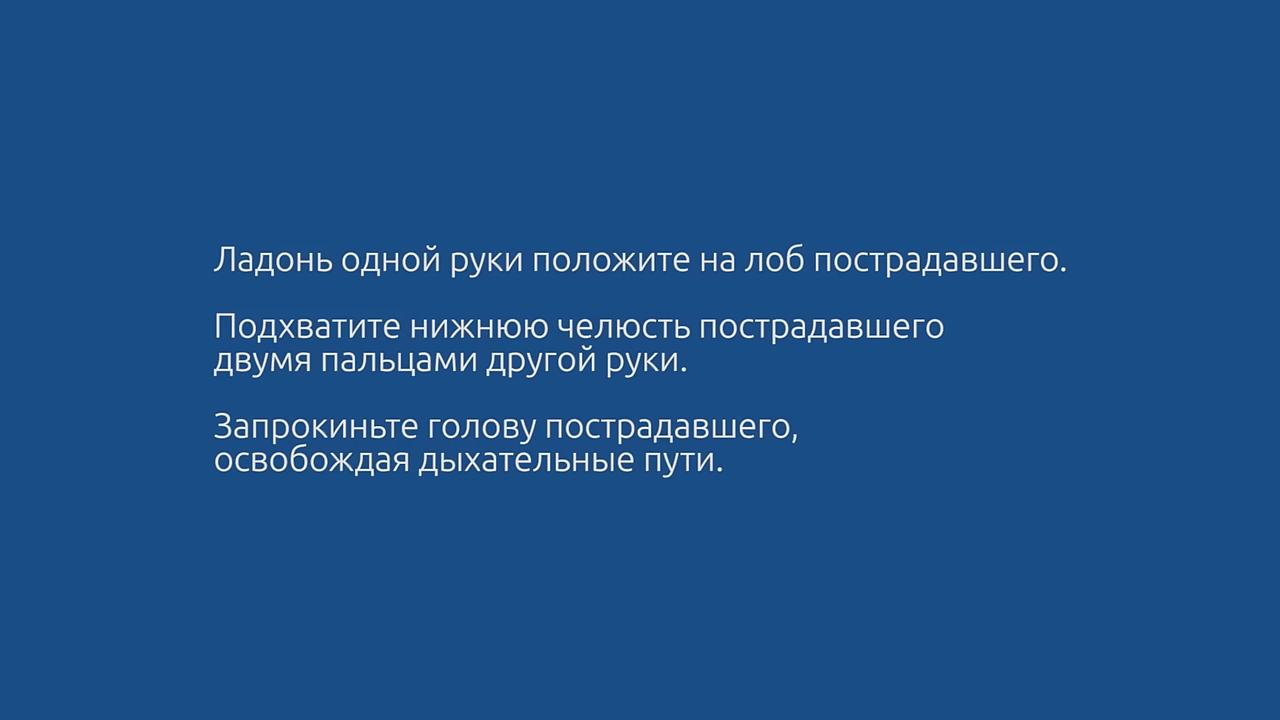 Ладонь одной руки положите на лоб пострадавшего.
Подхватите нижнюю челюсть пострадавшего
двумя пальцами другой руки.
Запрокиньте голову пострадавшего,
освобождая дыхательные пути.